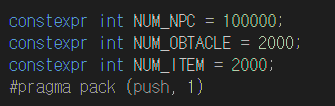 constexpr int NUM_NPC = 100000;
constexpr int NUM_OBTACLE = 2000;
constexpr int NUM_ITEM = 2000;
#pragma pack (push, 1)